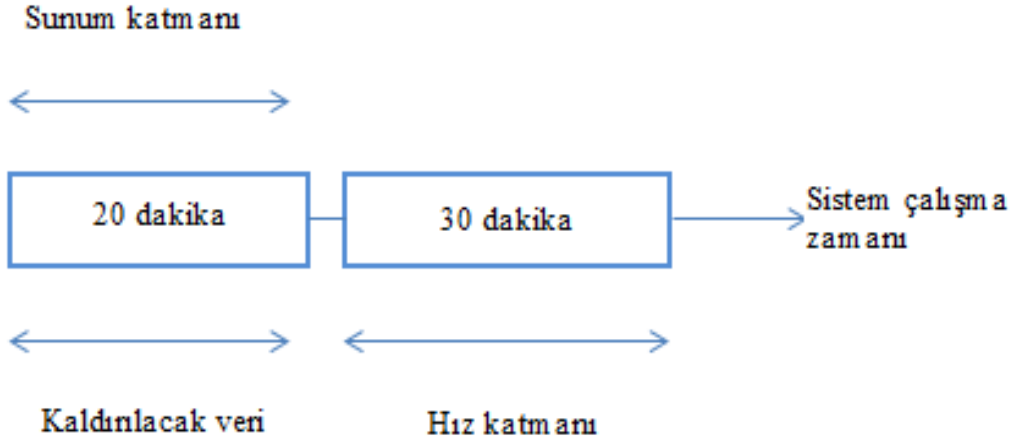 Sunum katmanı
20 dakika
30 dakika
Sistem çalışma
zamanı
Kaldırılacak veri
Hız katmanı